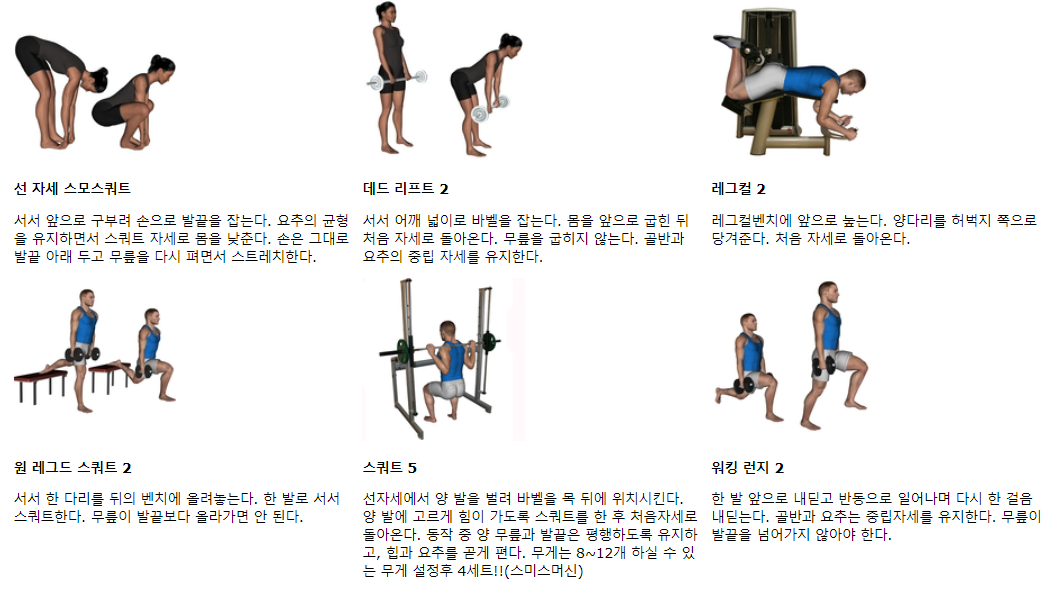 선 자세 스모스쿼트
서서 앞으로 구부려 손으로 발끝을 잡는다. 요추의 균형
을 유지하면서 스쿼트 자세로 몸을 낮춘다. 손은 그대로
발끝 아래 두고 무릎을 다시 펴면서 스트레치한다.
데드 리프트 2
서서 어깨 넓이로 바벨을 잡는다. 몸을 앞으로 굽힌 뒤
처음 자세로 돌아온다. 무릎을 굽히지 않는다. 골반과
요추의 중립 자세를 유지한다.
레그컬 2
레그컬벤치에 앞으로 눞는다. 양다리를 허벅지 쪽으로
당겨준다. 처음 자세로 돌아온다.
원 레그드 스쿼트 2
서서 한 다리를 뒤의 벤치에 올려놓는다. 한 발로 서서
스쿼트한다. 무릎이 발끝보다 올라가면 안 된다.
스쿼트 5
선자세에서 양 발을 벌려 바벨을 목 뒤에 위치시킨다.
양 발에 고르게 힘이 가도록 스쿼트를 한 후 처음자세로
돌아온다. 동작 중 양 무릎과 발끝은 평행하도록 유지하
고, 힙과 요추를 곧게 편다. 무게는 8~12개 하실 수 있
는 무게 설정후 4세트!!(스미스머신)
워킹 런지 2
한 발 앞으로 내딛고 반동으로 일어나며 다시 한 걸음
내딛는다. 골반과 요추는 중립자세를 유지한다. 무릎이
발끝을 넘어가지 않아야 한다.